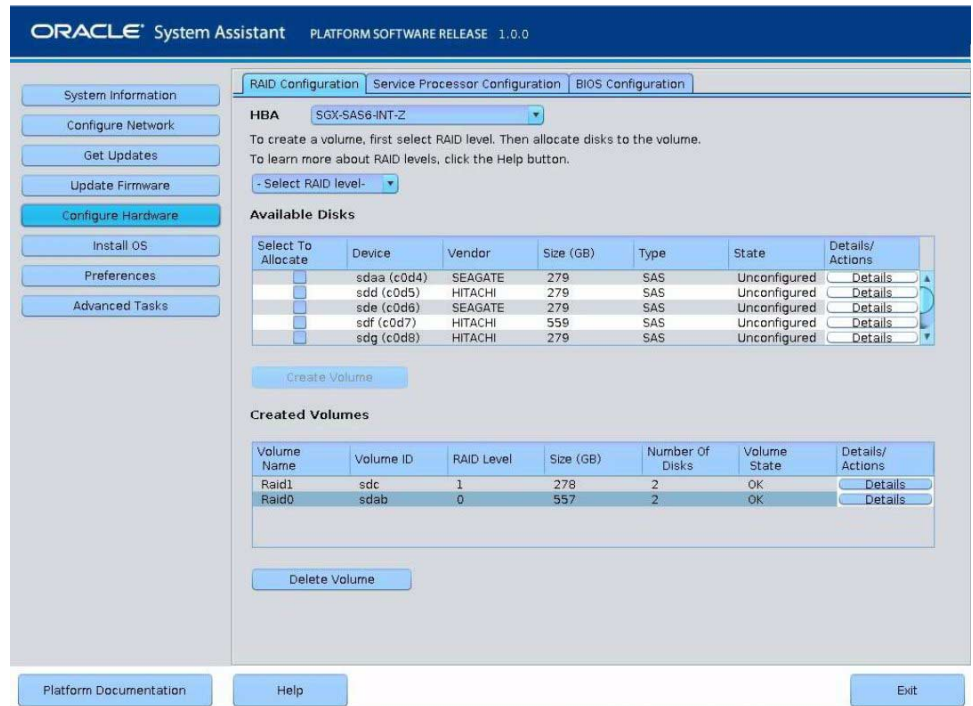 ORACLE® System Assistant PLATFORM SOFTWARE RELEASE 1.0.0
System Information
Configure Network
Get Updates
Update Firmware
Configure Hardware
Install OS
Preferences
Advanced Tasks
RAID Configuration Service Processor Configuration BIOS Configuration
HBA SGX-SAS6-INT-Z
To create a volume, first select RAID level. Then allocate disks to the volume.
To learn more about RAID levels, click the Help button.
- Select RAID level-
Available Disks
Select To Allocate Device Vendor Size (GB) Type State Details/ Actions
sdaa (c0d4) SEAGATE 279 SAS Unconfigured Details
sdd (c0d5) HITACHI 279 SAS Unconfigured Details
sde (c0d6) SEAGATE 279 SAS Unconfigured Details
sdf (c0d7) HITACHI 559 SAS Unconfigured Details
sdg (c0d8) HITACHI 279 SAS Unconfigured Details
Create Volume
Created Volumes
Volume Name Volume ID RAID Level Size (GB) Number Of Disks Volume State Details/ Actions
Raid1 sdc 1 278 2 OK Details
Raid0 sdab 0 557 2 OK Details
Delete Volume
Platform Documentation Help Exit